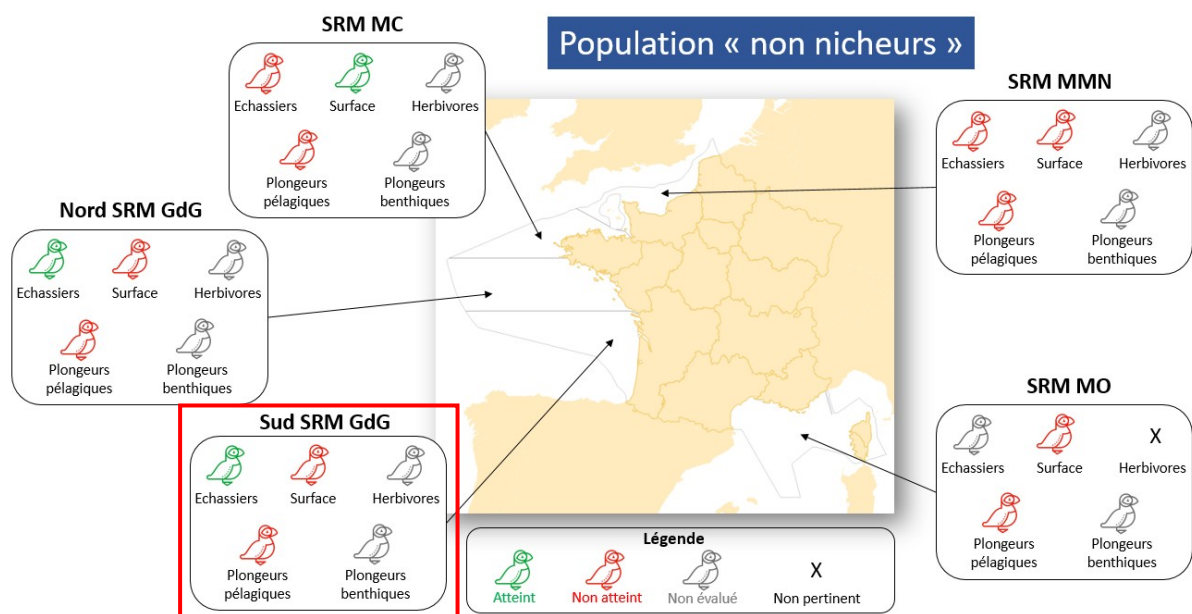 Population « non nicheurs »
SRM MC
Echassiers
Surface
Herbivores
Plongeurs
pélagiques
Plongeurs
benthiques
SRM MMN
Echassiers
Surface
Herbivores
Plongeurs
pélagiques
Plongeurs
benthiques
Nord SRM GdG
Echassiers
Surface
Herbivores
Plongeurs
pélagiques
Plongeurs
benthiques
SRM MO
X
Echassiers
Surface
Herbivores
Plongeurs
pélagiques
Plongeurs
benthiques
Sud SRM GdG
Echassiers
Surface
Herbivores
Plongeurs
pélagiques
Plongeurs
benthiques
Légende
X
Atteint
Non atteint
Non évalué
Non pertinent